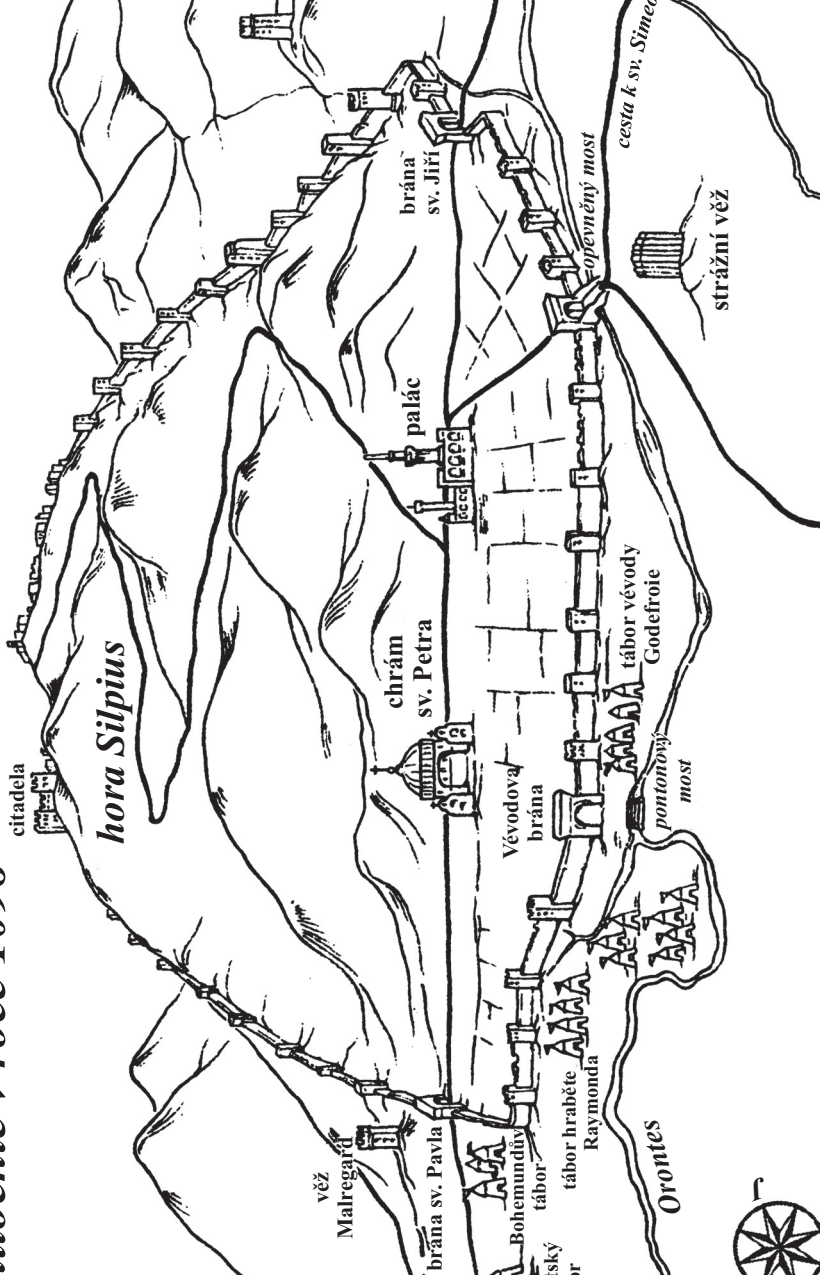 citadela
hora Silpius
brána
sv. Jiří
opevněný most
cesta k sv.
strážní věž
palác
chrám
sv. Petra
tábor vévody
Godefroie
Vévodova
brána
pontonový
most
věž
Malregard
brána sv. Pavla
Bohemundův
tábor
tábor hraběte
Raymonda
Orontes
J